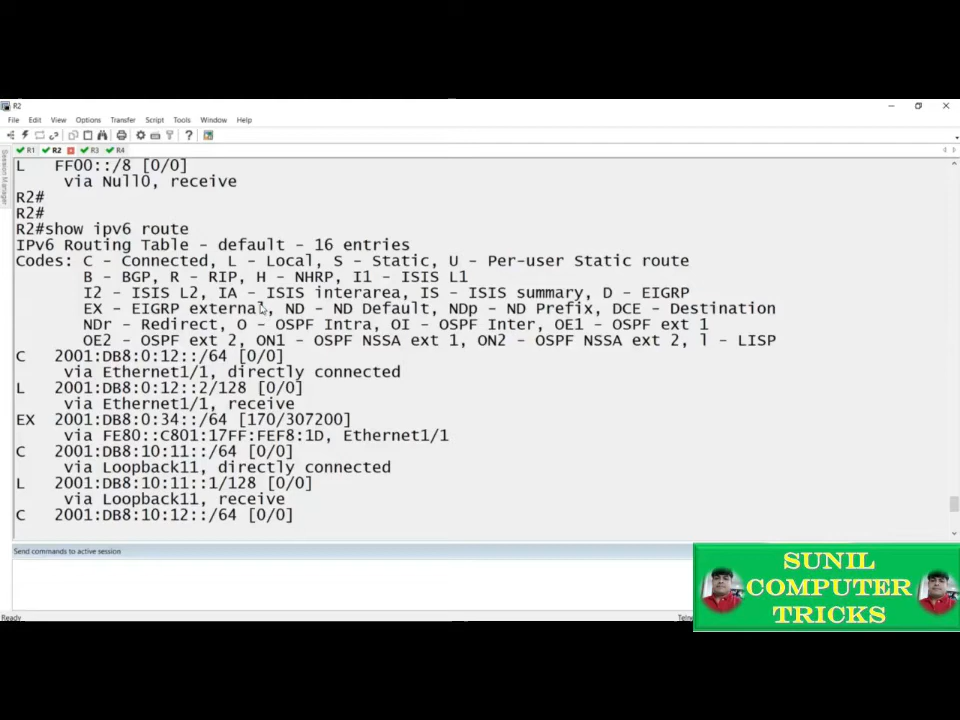 R2
File Edit View Options Transfer Script Tools Window Help
R1 R2 R3 R4
Session Manager
L FF00::/8 [0/0]
via Null0, receive
R2#
R2#
R2#show ipv6 route
IPv6 Routing Table - default - 16 entries
Codes: C - Connected, L - Local, S - Static, U - Per-user Static route
B - BGP, R - RIP, H - NHRP, I1 - ISIS L1
I2 - ISIS L2, IA - ISIS interarea, IS - ISIS summary, D - EIGRP
EX - EIGRP external, ND - ND Default, NDp - ND Prefix, DCE - Destination
NDr - Redirect, O - OSPF Intra, OI - OSPF Inter, OE1 - OSPF ext 1
OE2 - OSPF ext 2, ON1 - OSPF NSSA ext 1, ON2 - OSPF NSSA ext 2, l - LISP
C 2001:DB8:0:12::/64 [0/0]
via Ethernet1/1, directly connected
L 2001:DB8:0:12::2/128 [0/0]
via Ethernet1/1, receive
EX 2001:DB8:0:34::/64 [170/307200]
via FE80::C801:17FF:FEF8:1D, Ethernet1/1
C 2001:DB8:10:11::/64 [0/0]
via Loopback11, directly connected
L 2001:DB8:10:11::1/128 [0/0]
via Loopback11, receive
C 2001:DB8:10:12::/64 [0/0]
Send commands to active session
Ready
SUNIL
COMPUTER
TRICKS